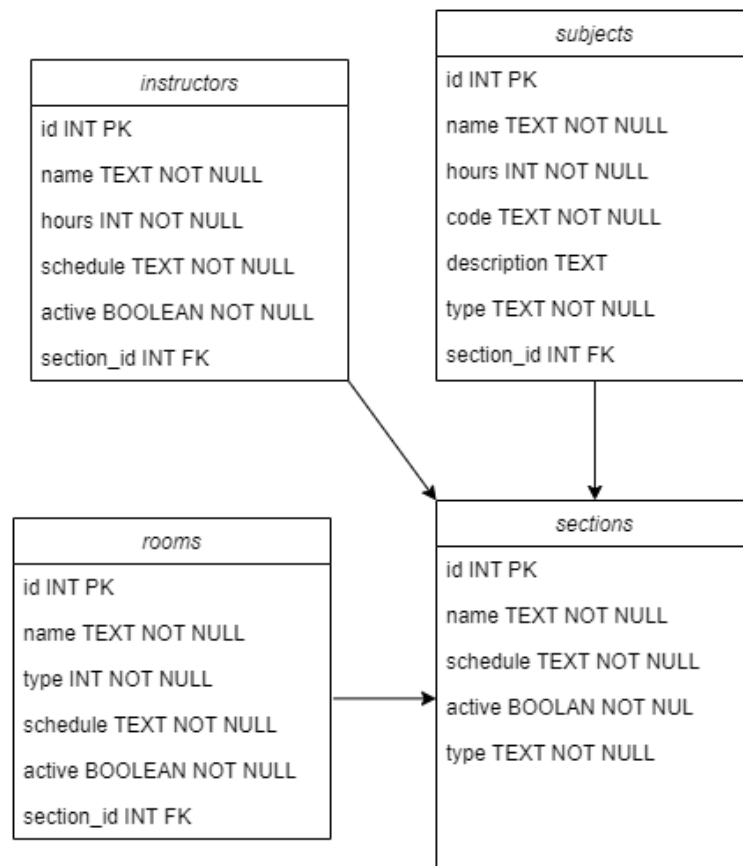 instructors
id INT PK
name TEXT NOT NULL
hours INT NOT NULL
schedule TEXT NOT NULL
active BOOLEAN NOT NULL
section_id INT FK
subjects
id INT PK
name TEXT NOT NULL
hours INT NOT NULL
code TEXT NOT NULL
description TEXT
type TEXT NOT NULL
section_id INT FK
rooms
id INT PK
name TEXT NOT NULL
type INT NOT NULL
schedule TEXT NOT NULL
active BOOLEAN NOT NULL
section_id INT FK
sections
id INT PK
name TEXT NOT NULL
schedule TEXT NOT NULL
active BOOLAN NOT NUL
type TEXT NOT NULL